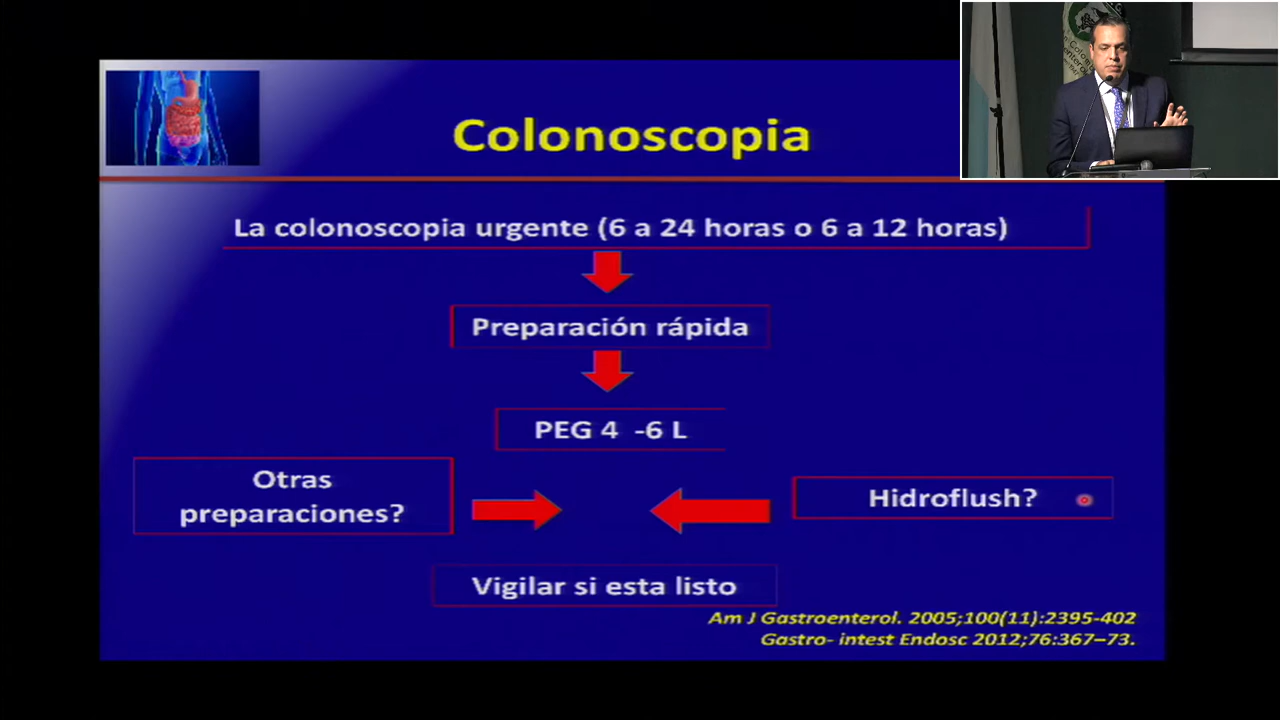 Colonoscopia
La colonoscopia urgente (6 a 24 horas o 6 a 12 horas)
Preparación rápida
PEG 4 -6 L
Otras
preparaciones?
Hidroflush?
Vigilar si esta listo
Am J Gastroenterol. 2005;100(11):2395-402
Gastro- intest Endosc 2012;76:367–73.